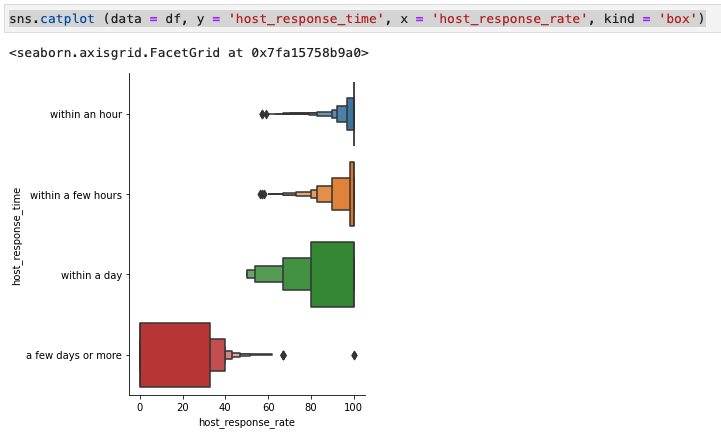 sns.catplot (data = df, y = 'host_response_time', x = 'host_response_rate', kind = 'box')
<seaborn.axisgrid.FacetGrid at 0x7fa15758b9a0>
within an hour
within a few hours
within a day
a few days or more
host_response_time
0 20 40 60 80 100
host_response_rate